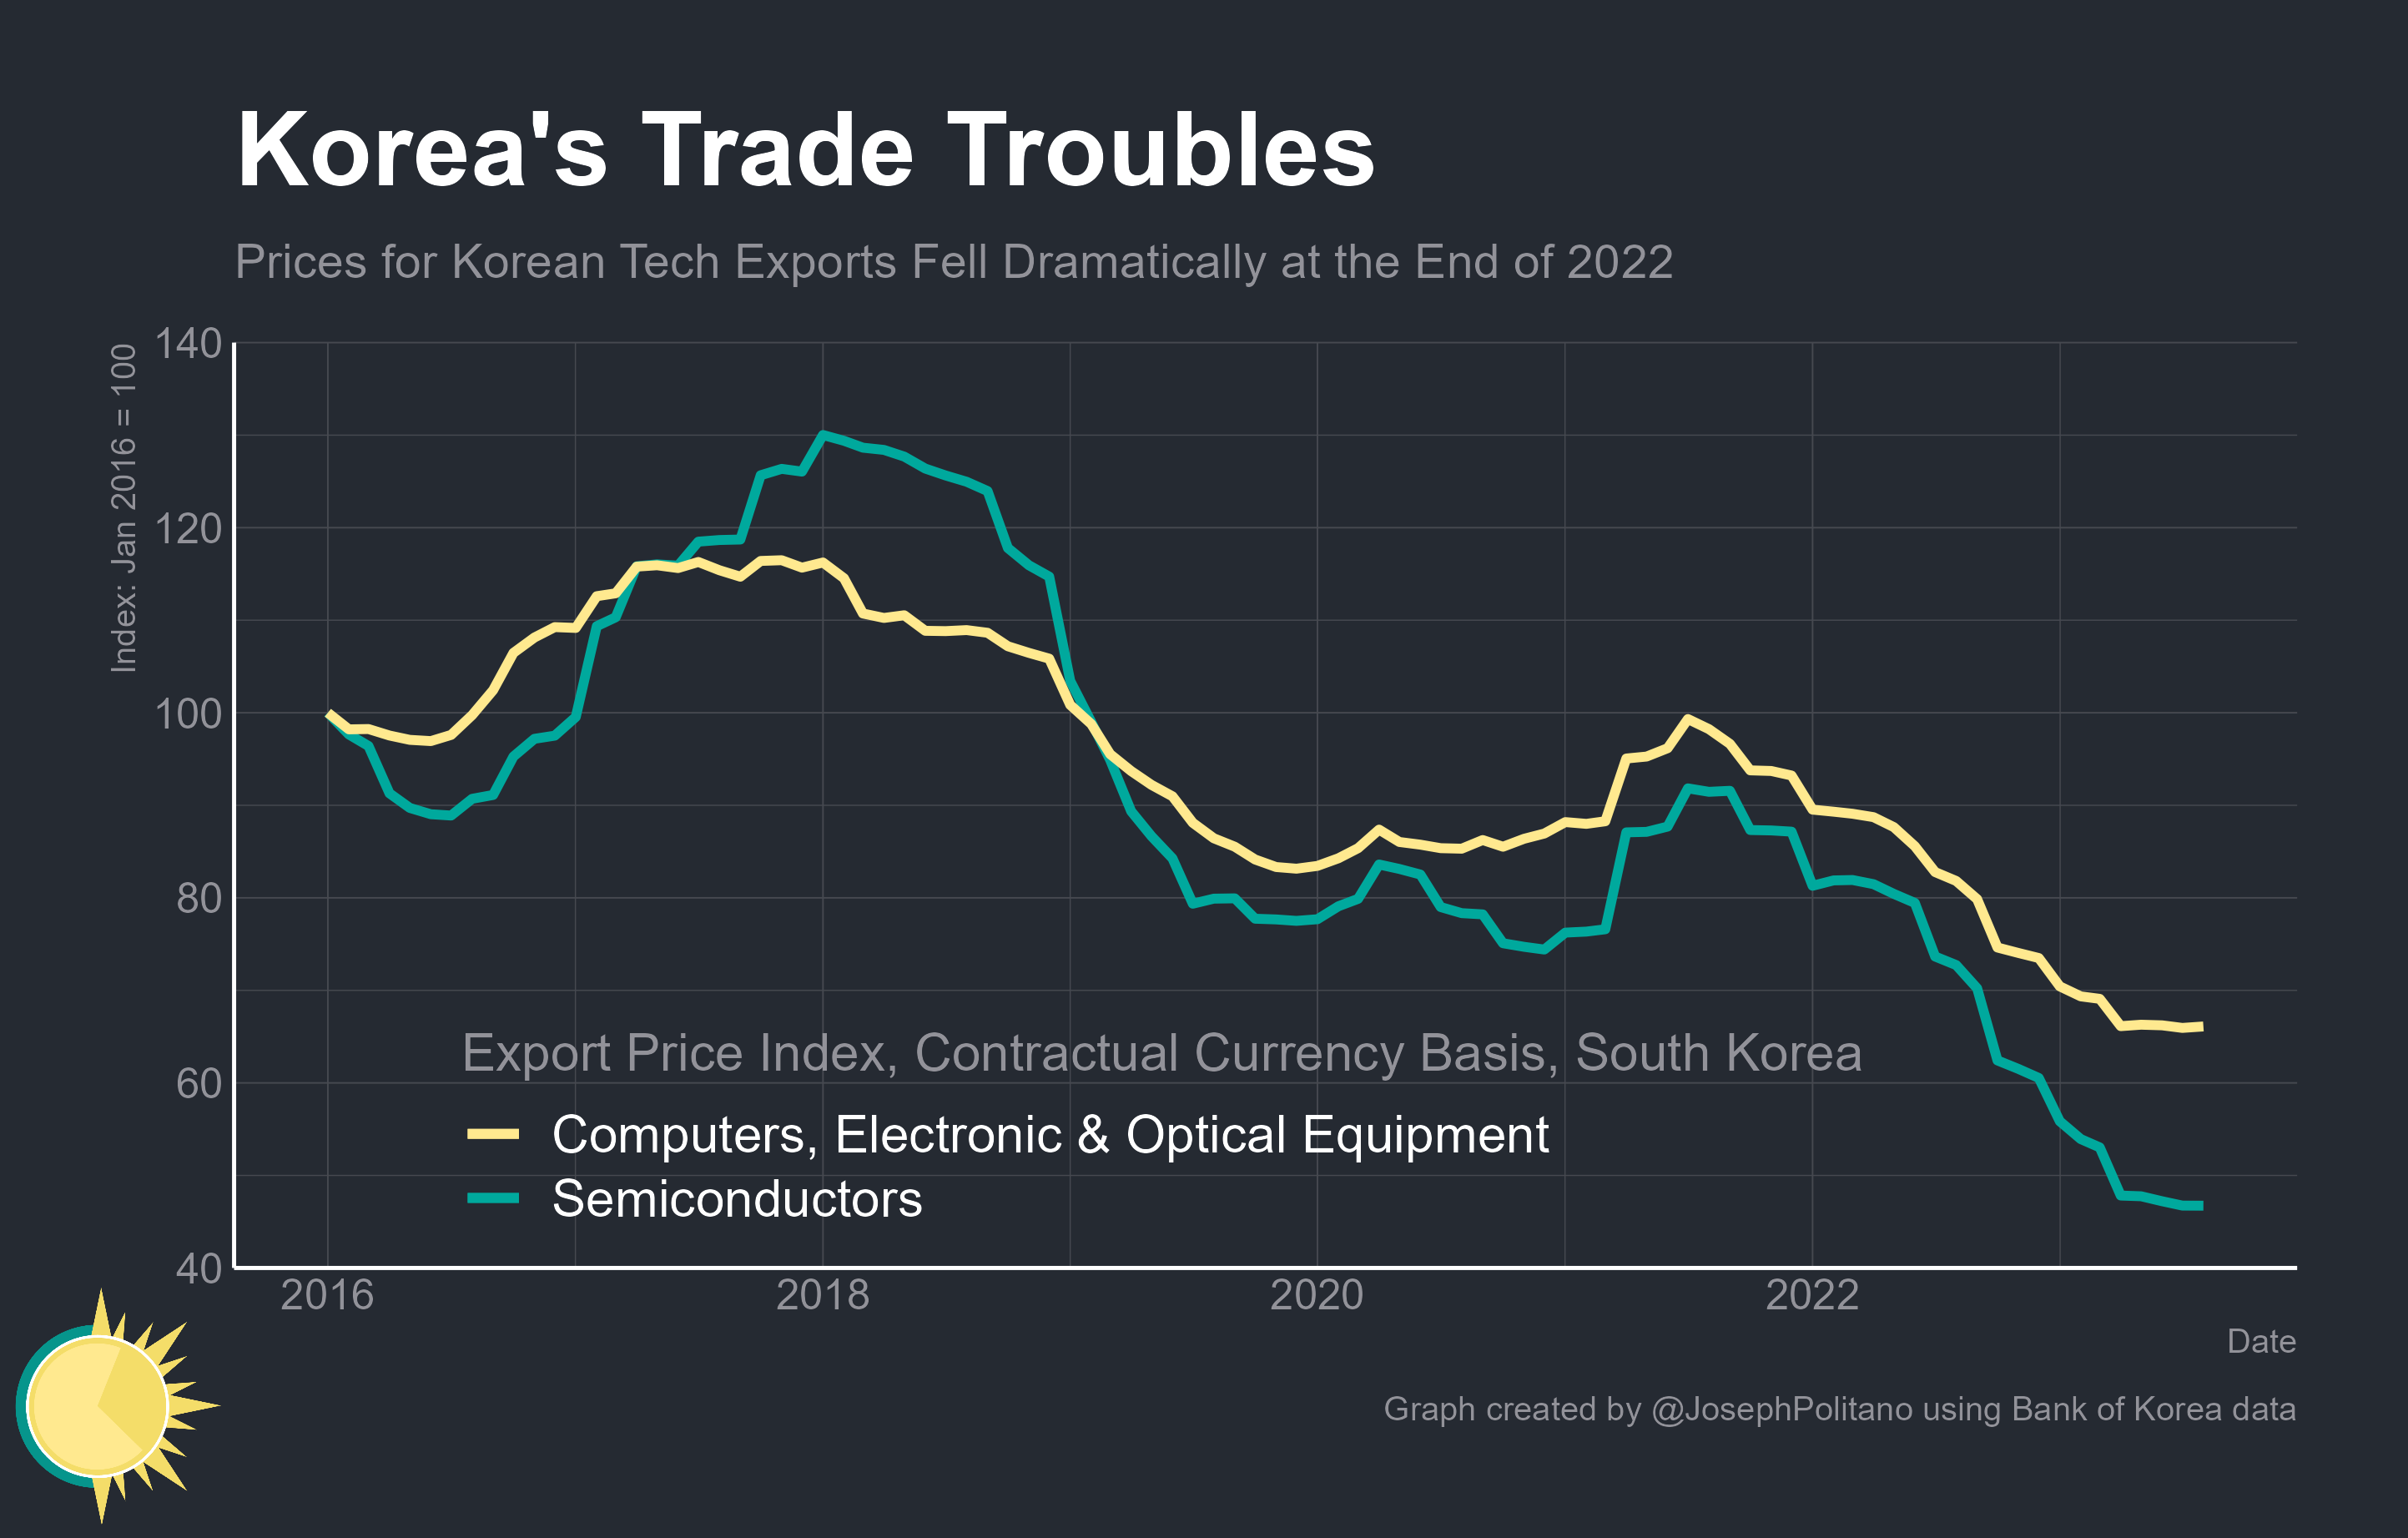 Korea's Trade Troubles
Prices for Korean Tech Exports Fell Dramatically at the End of 2022
Index: Jan 2016 = 100
140
120
100
80
60
40
Export Price Index, Contractual Currency Basis, South Korea
Computers, Electronic & Optical Equipment
Semiconductors
2016 2018 2020 2022
Date
Graph created by @JosephPolitano using Bank of Korea data